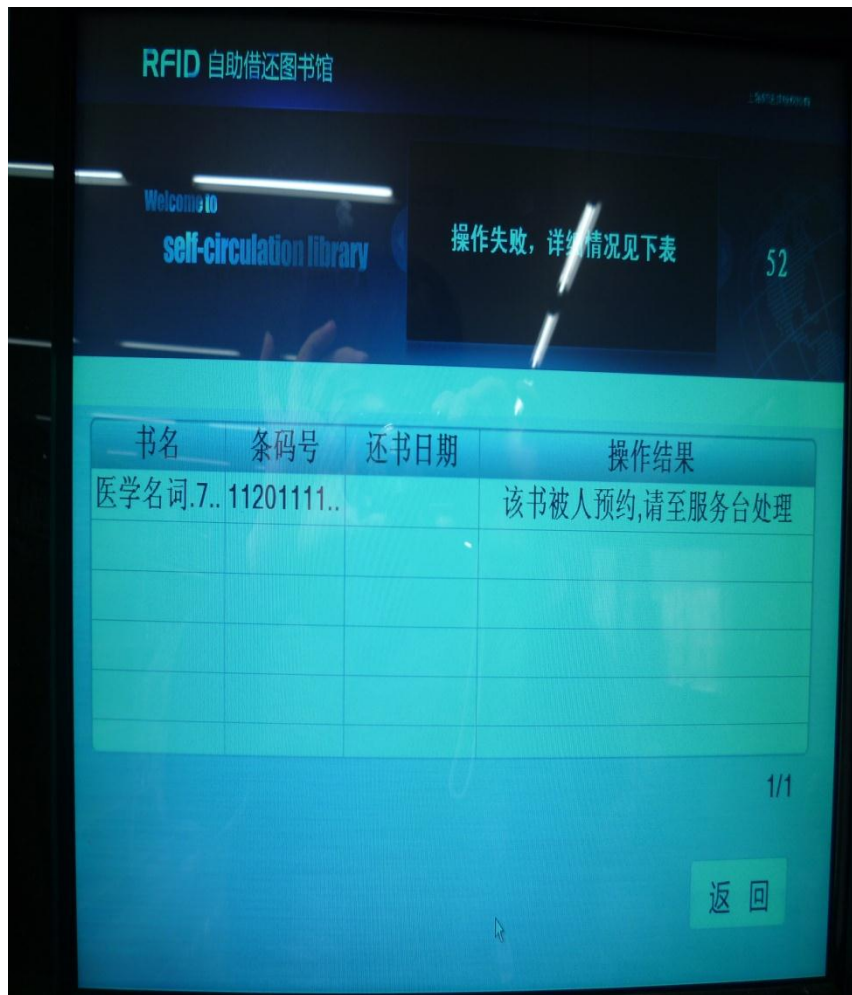 RFID 自助借还图书馆
Welcome to
self-circulation library
操作失败，详细情况见下表
52
书名 条码号 还书日期 操作结果
医学名词.7.. 11201111.. 该书被人预约,请至服务台处理
1/1
返 回